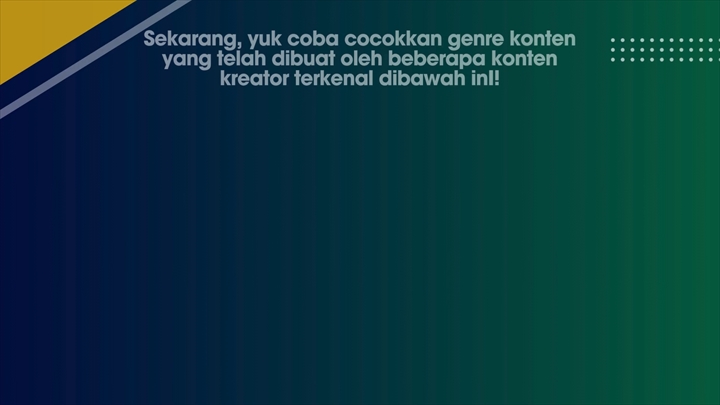 Sekarang, yuk coba cocokkan genre konten
yang telah dibuat oleh beberapa konten
kreator terkenal dibawah inI!